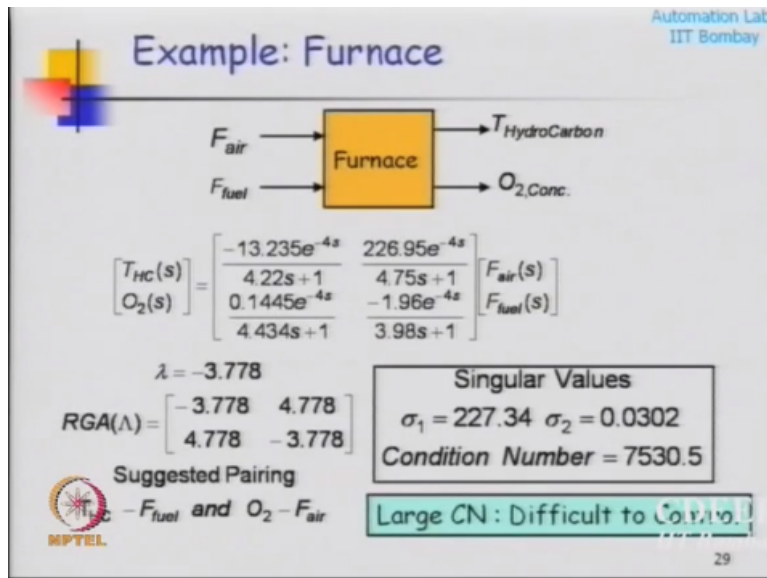 Automation Lab
IIT Bombay
Example: Furnace
F_air
F_fuel
Furnace
T_HydroCarbon
O_2,Conc.
[T_HC(s) O_2(s)] = [-13.235e^-4s / 4.22s+1 226.95e^-4s / 4.75s+1 ; 0.1445e^-4s / 4.434s+1 -1.96e^-4s / 3.98s+1] [F_air(s) F_fuel(s)]
λ = -3.778
RGA(Λ) = [-3.778 4.778 ; 4.778 -3.778]
Suggested Pairing
T_HC - F_fuel and O_2 - F_air
Singular Values
σ_1 = 227.34 σ_2 = 0.0302
Condition Number = 7530.5
Large CN : Difficult to
NPTEL
29